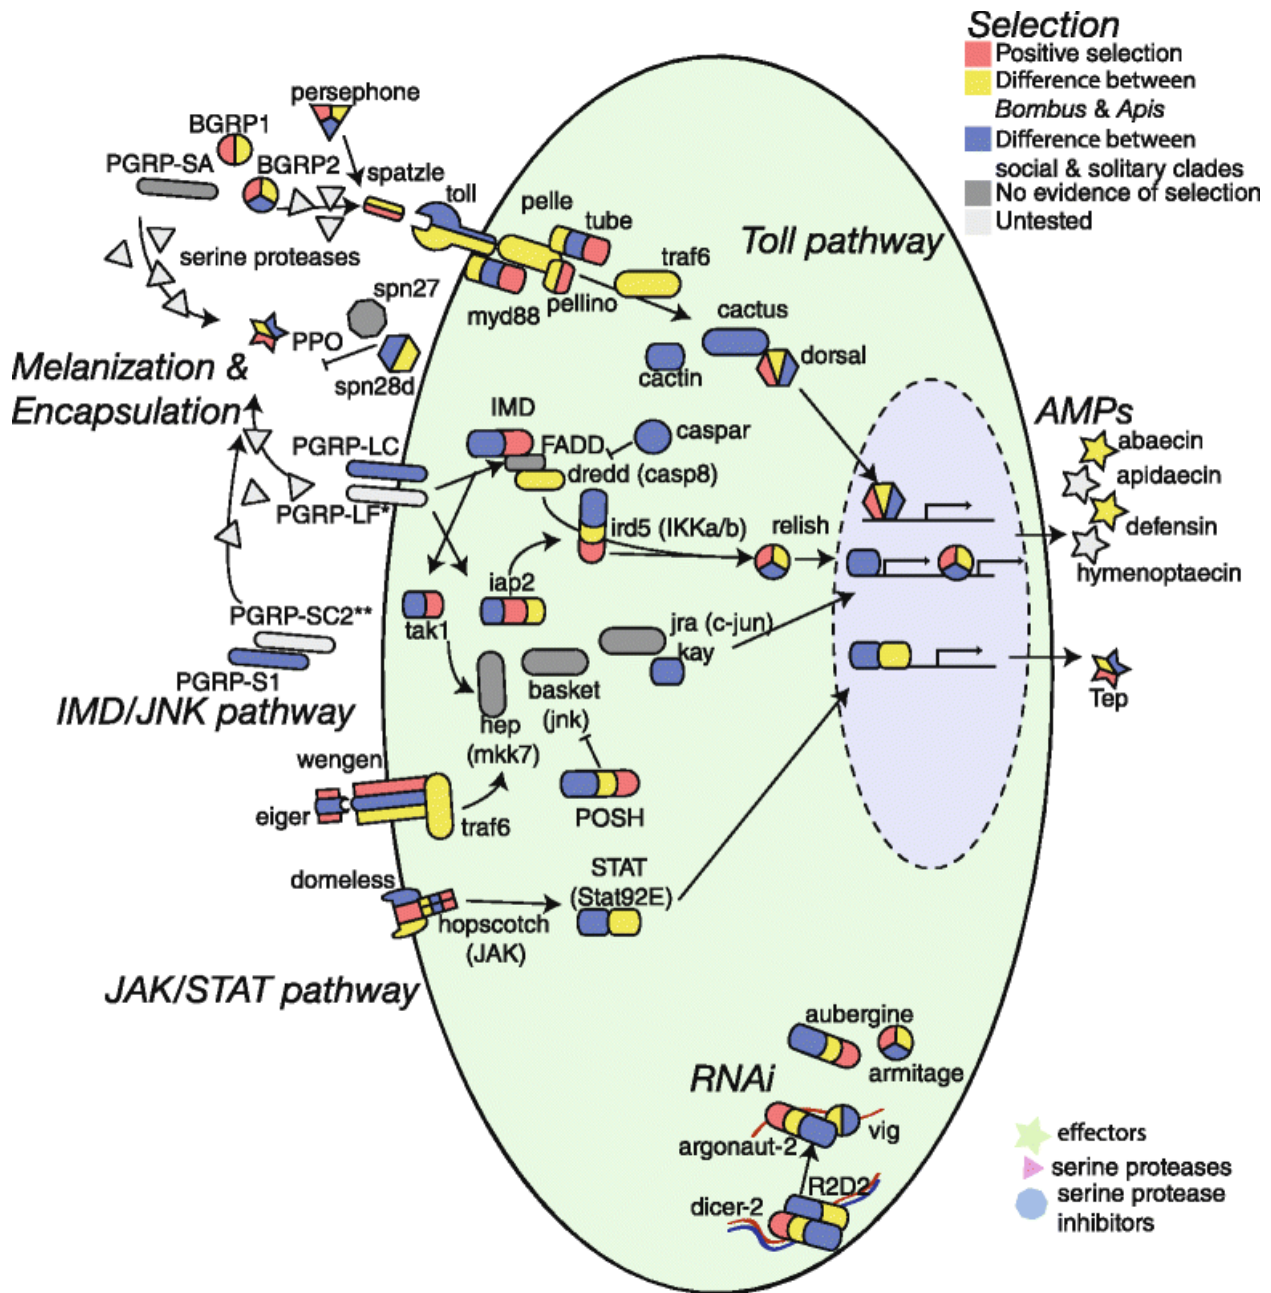 Selection
Positive selection
Difference between
Bombus & Apis
Difference between
social & solitary clades
No evidence of selection
Untested
persephone
BGRP1
PGRP-SA
BGRP2
spatzle
toll
pelle
tube
Toll pathway
traf6
serine proteases
spn27
myd88
pellino
cactus
PPO
spn28d
cactin
dorsal
Melanization &
Encapsulation
IMD
FADD
caspar
dredd (casp8)
PGRP-LC
PGRP-LF*
ird5 (IKKa/b)
relish
AMPs
abaecin
apidaecin
defensin
hymenoptaecin
iap2
tak1
PGRP-SC2**
PGRP-S1
jra (c-jun)
kay
basket
(jnk)
hep
(mkk7)
Tep
IMD/JNK pathway
wengen
eiger
traf6
POSH
domeless
STAT
(Stat92E)
hopscotch
(JAK)
JAK/STAT pathway
aubergine
armitage
RNAi
argonaut-2
vig
R2D2
dicer-2
effectors
serine proteases
serine protease
inhibitors